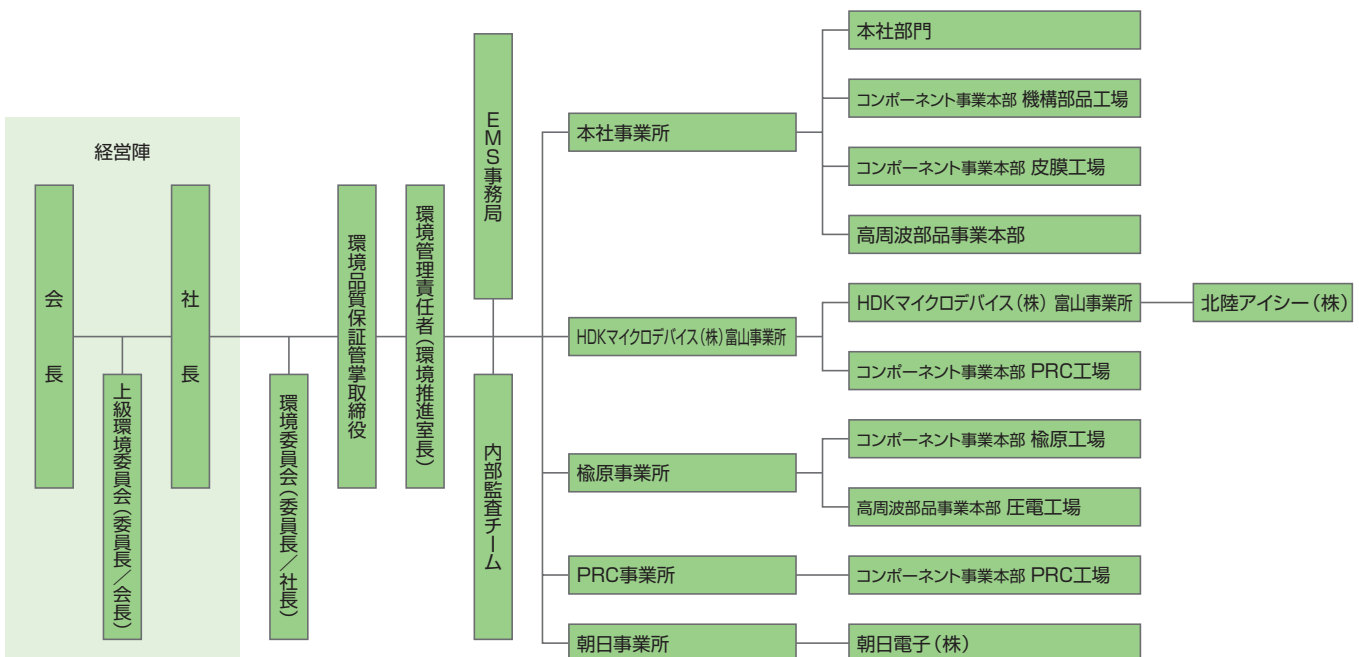 経営陣
会長
上級環境委員会(委員長/会長)
社長
環境委員会(委員長/社長)
環境品質保証管掌取締役
環境管理責任者(環境推進室長)
EMS事務局
内部監査チーム
本社事業所
本社部門
コンポーネント事業本部 機構部品工場
コンポーネント事業本部 皮膜工場
高周波部品事業本部
HDKマイクロデバイス(株)富山事業所
HDKマイクロデバイス(株) 富山事業所
北陸アイシー(株)
コンポーネント事業本部 PRC工場
楡原事業所
コンポーネント事業本部 楡原工場
高周波部品事業本部 圧電工場
PRC事業所
コンポーネント事業本部 PRC工場
朝日事業所
朝日電子(株)